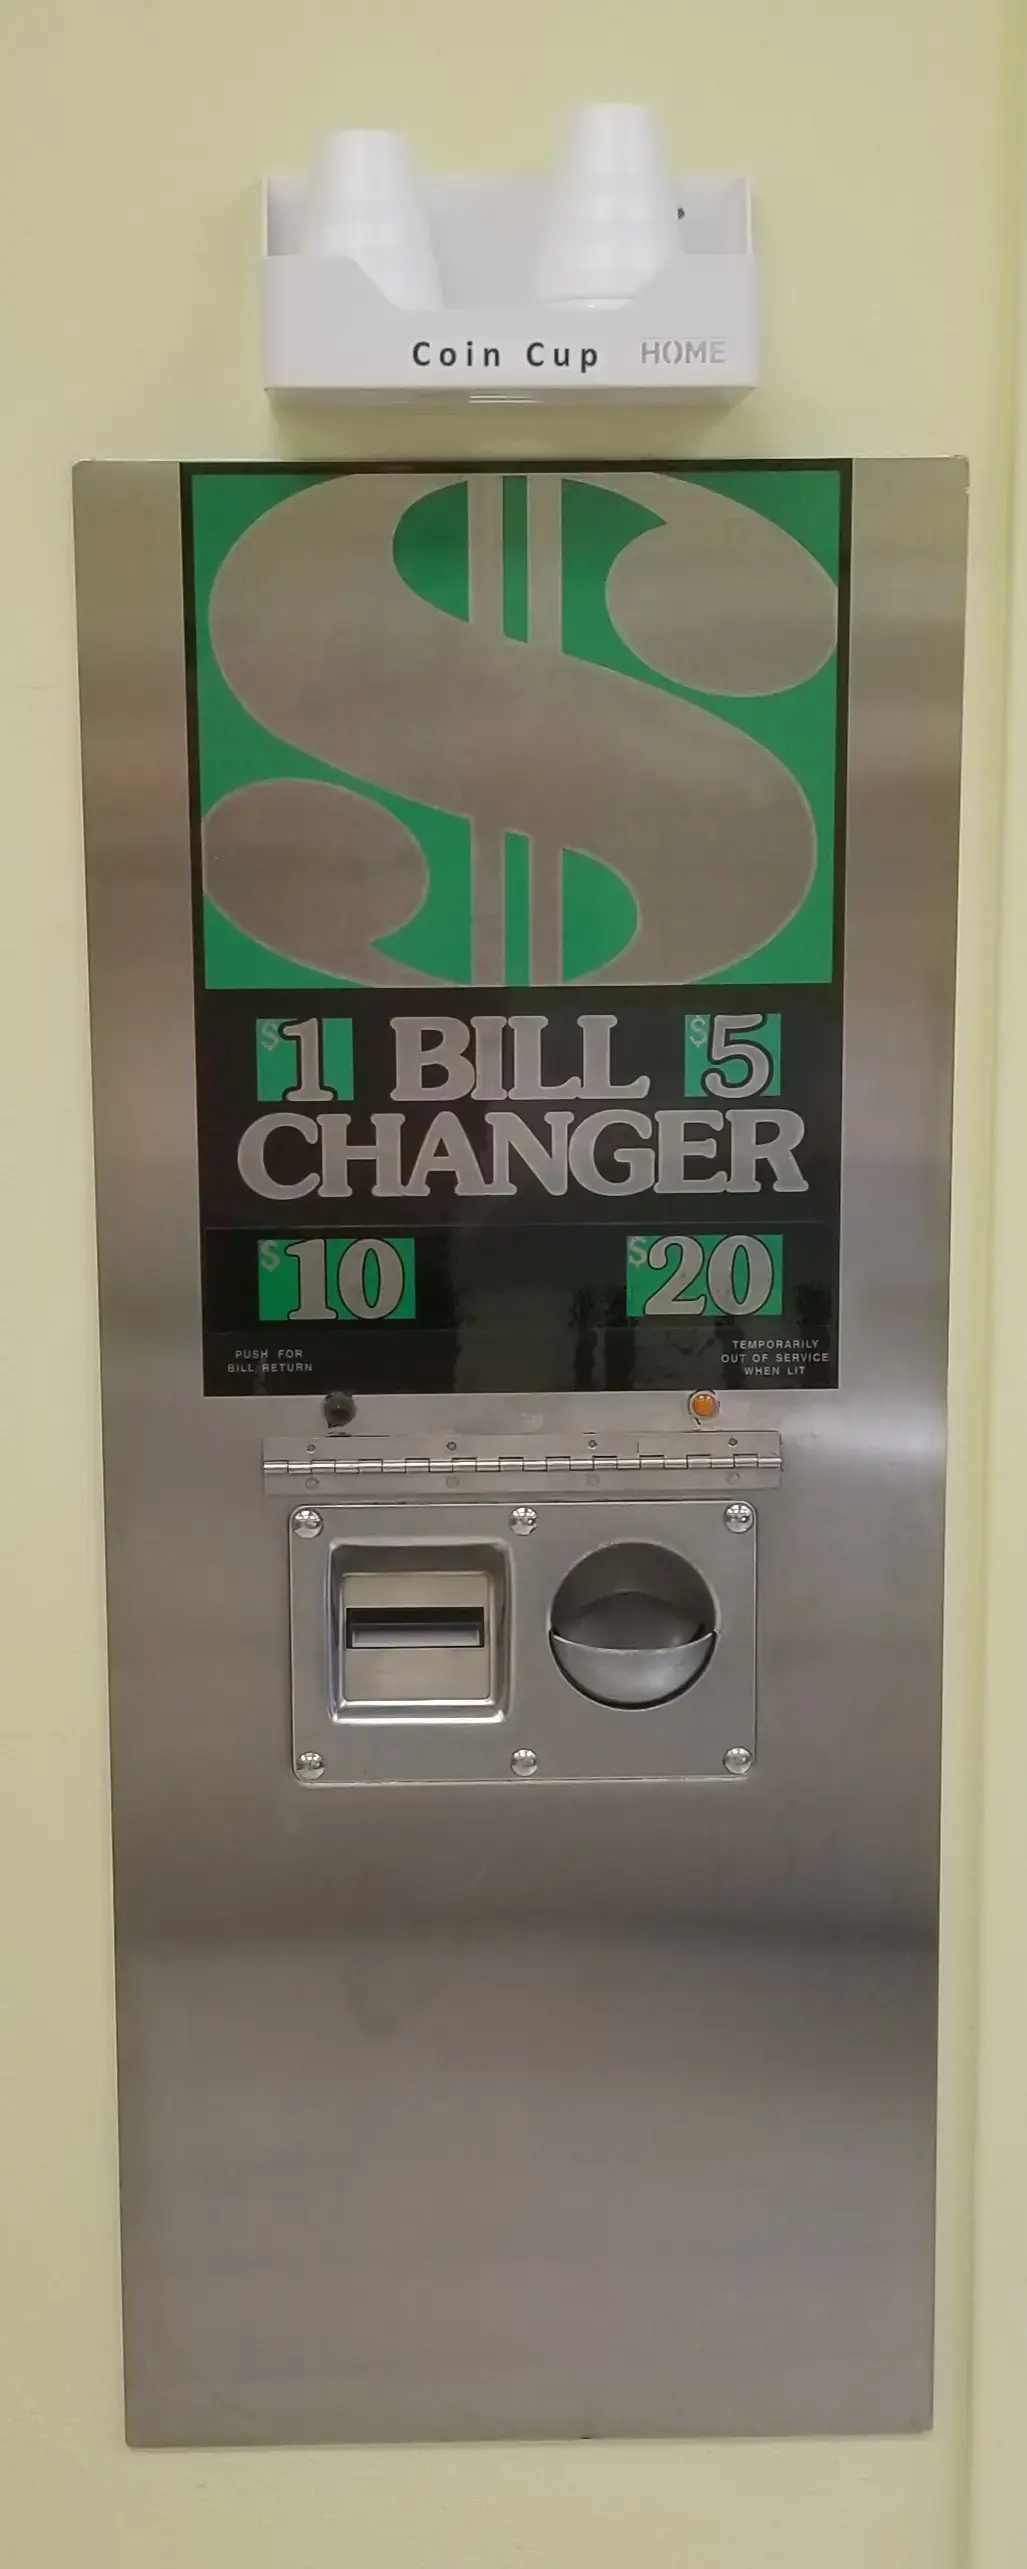 Coin Cup HOME
$
$1 BILL $5
CHANGER
$10 $20
PUSH FOR
BILL RETURN
TEMPORARILY
OUT OF SERVICE
WHEN LIT